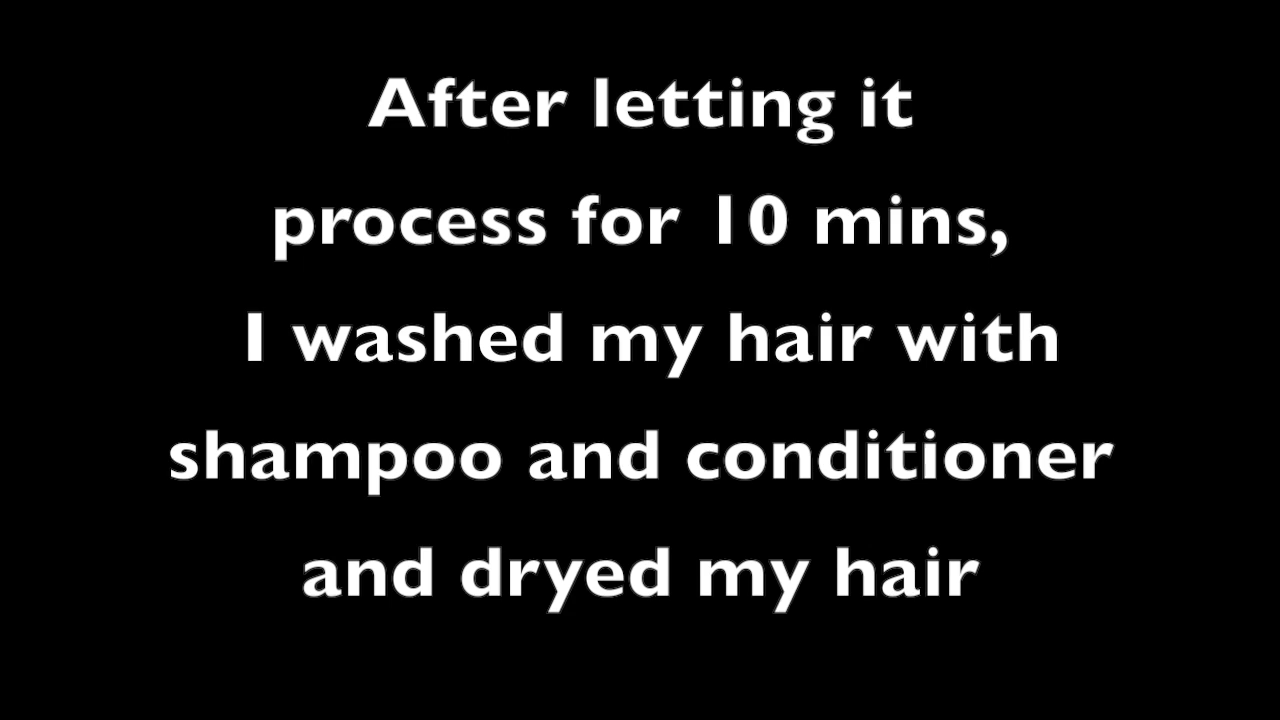 After letting it
process for 10 mins,
I washed my hair with
shampoo and conditioner
and dryed my hair